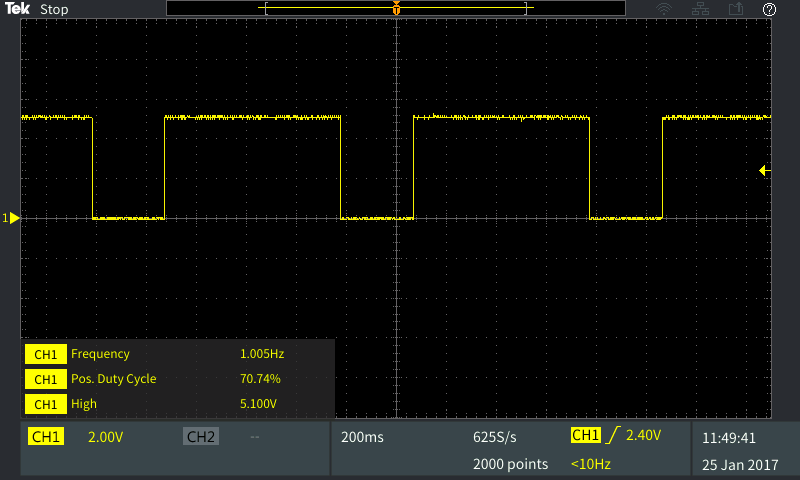 Tek Stop
T
?
1
CH1 Frequency 1.005Hz
CH1 Pos. Duty Cycle 70.74%
CH1 High 5.100V
CH1 2.00V CH2 -- 200ms 625S/s CH1 2.40V 11:49:41
2000 points <10Hz 25 Jan 2017